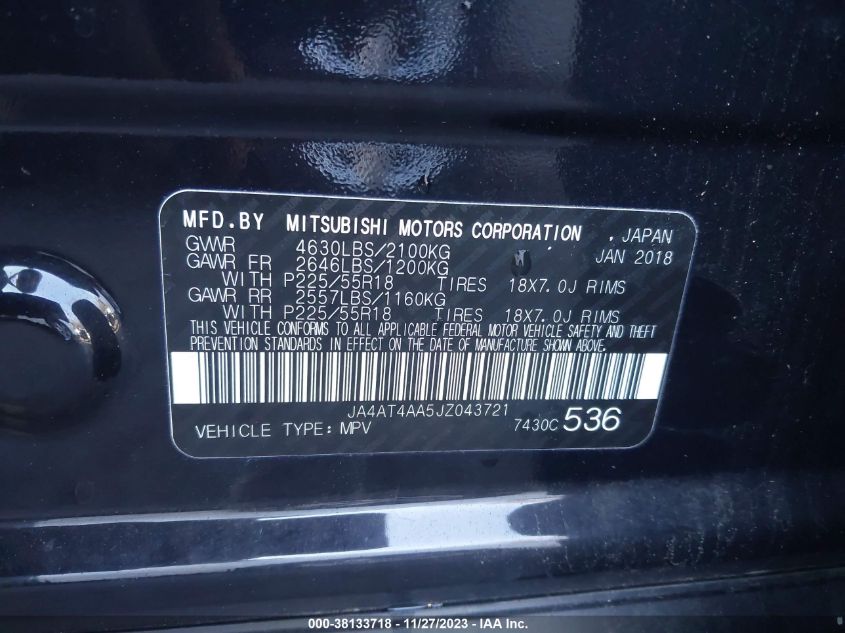 MFD.BY MITSUBISHI MOTORS CORPORATION , JAPAN
GVWR 4630LBS/2100KG JAN 2018
GAWR FR 2646LBS/1200KG
WITH P225/55R18 TIRES 18X7.0J RIMS
GAWR RR 2557LBS/1160KG
WITH P225/55R18 TIRES 18X7.0J RIMS
THIS VEHICLE CONFORMS TO ALL APPLICABLE FEDERAL MOTOR VEHICLE SAFETY AND THEFT
PREVENTION STANDARDS IN EFFECT ON THE DATE OF MANUFACTURE SHOWN ABOVE.
JA4AT4AA5JZ043721
VEHICLE TYPE: MPV 7430C 536
000-38133718 - 11/27/2023 - © IAA Inc.